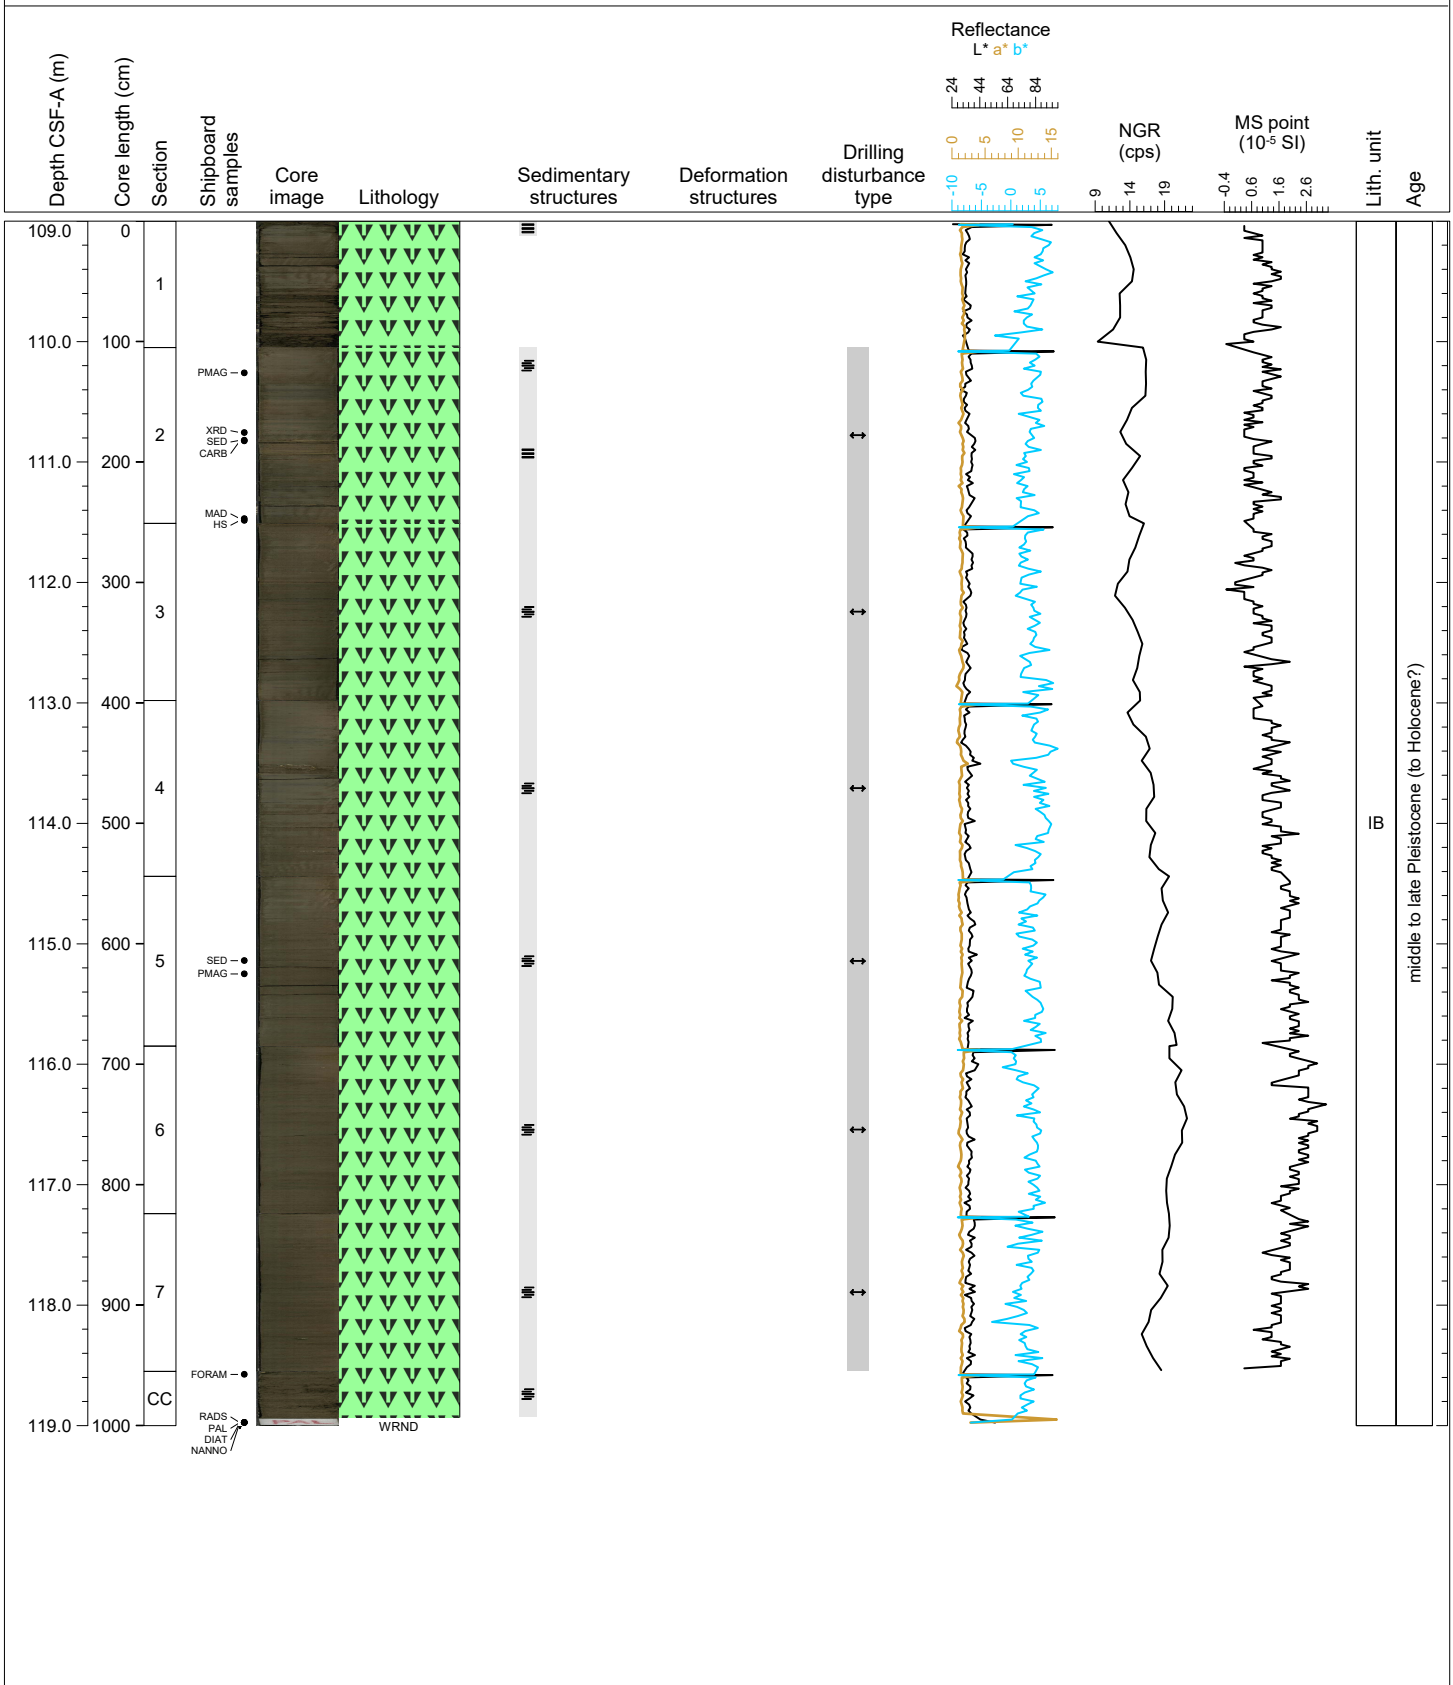 Depth CSF-A (m)
Core length (cm)
Section
Shipboard
samples
Core
image
Lithology
Sedimentary
structures
Deformation
structures
Drilling
disturbance
type
Reflectance
L* a* b*
24 44 64 84
0 5 10 15
-10 -5 0 5
NGR
(cps)
9 14 19
MS point
(10-5 SI)
-0.4 0.6 1.6 2.6
Lith. unit
Age
109.0 0
1
110.0 100
PMAG
XRD
2
SED
CARB
111.0 200
MAD
HS
112.0 300
3
113.0 400
4
114.0 500
IB
middle to late Pleistocene (to Holocene?)
115.0 600
5
SED
PMAG
116.0 700
6
117.0 800
7
118.0 900
FORAM
CC
RADS
PAL
119.0 1000
PAL
WRND
DIAT
NANNO